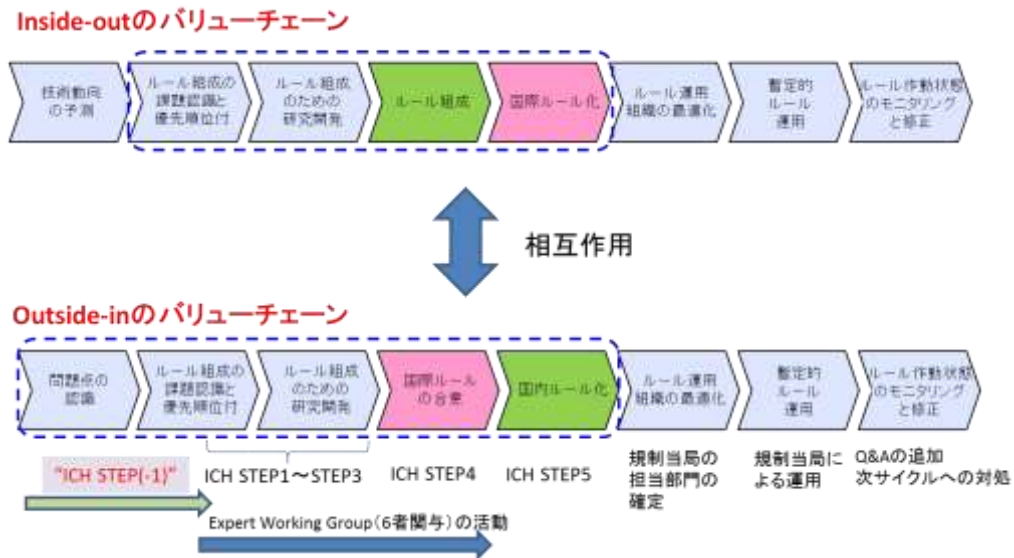 Inside-outのバリューチェーン
技術動向
の予測
ルール組成の
課題認識と
優先順位付
ルール組成
のための
研究開発
ルール組成
国際ルール化
ルール運用
組織の最適化
暫定的
ルール
運用
ルール作動状態
のモニタリング
と修正
相互作用
Outside-inのバリューチェーン
問題点の
認識
ルール組成の
課題認識と
優先順位付
ルール組成
のための
研究開発
国際ルール
の合意
国内ルール化
ルール運用
組織の最適化
暫定的
ルール
運用
ルール作動状態
のモニタリング
と修正
"ICH STEP(-1)"
ICH STEP1～STEP3
ICH STEP4
ICH STEP5
規制当局の
担当部門の
確定
規制当局に
よる運用
Q&Aの追加
次サイクルへの対処
Expert Working Group(6者関与)の活動